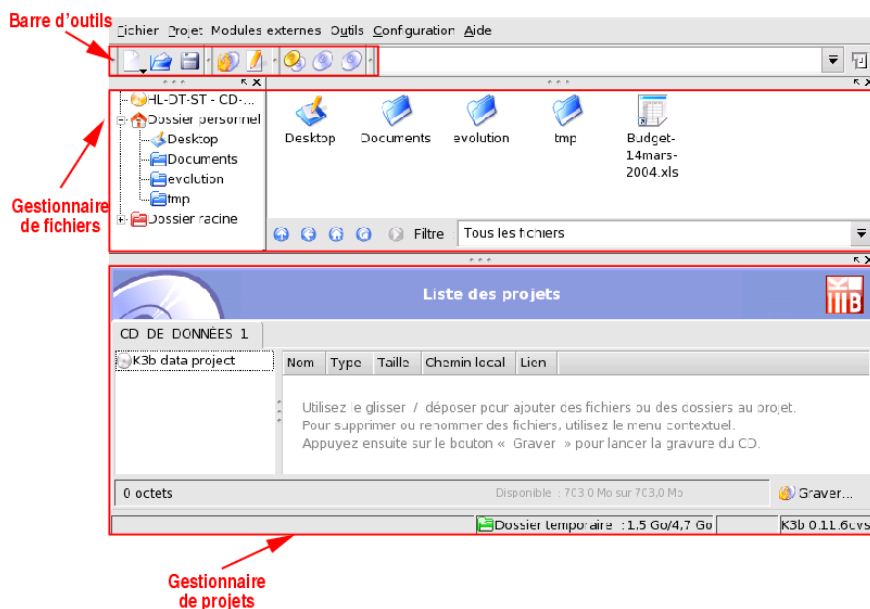 Barre d'outils
Fichier Projet Modules externes Outils Configuration Aide
HL-DT-ST - CD-...
Dossier personnel
Desktop
Documents
evolution
tmp
Dossier racine
Desktop
Documents
evolution
tmp
Budget-
14mars-
2004.xls
Gestionnaire
de fichiers
Filtre : Tous les fichiers
Liste des projets
CD DE DONNÉES 1
K3b data project
Nom Type Taille Chemin local Lien
Utilisez le glisser / déposer pour ajouter des fichiers ou des dossiers au projet.
Pour supprimer ou renommer des fichiers, utilisez le menu contextuel.
Appuyez ensuite sur le bouton « Graver » pour lancer la gravure du CD.
0 octets
Disponible : 703,0 Mo sur 703,0 Mo
Graver...
Dossier temporaire : 1,5 Go/4,7 Go
K3b 0.11.6cvs
Gestionnaire
de projets